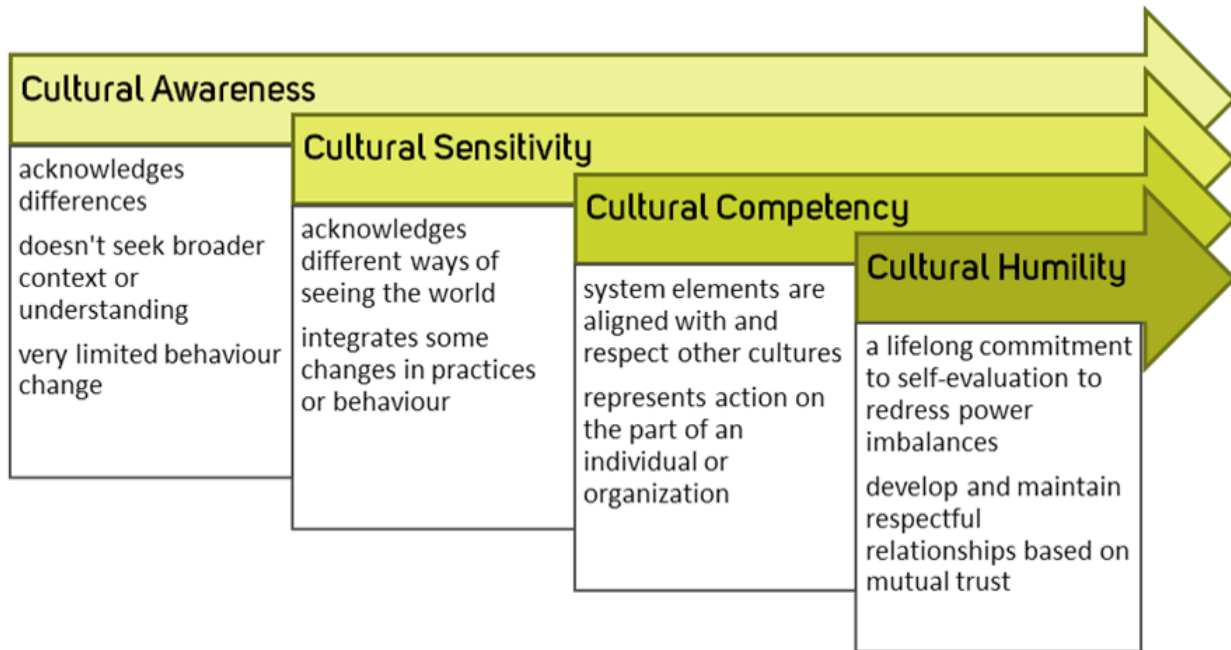 Cultural Awareness
acknowledges
differences
doesn't seek broader
context or
understanding
very limited behaviour
change
Cultural Sensitivity
acknowledges
different ways of
seeing the world
integrates some
changes in practices
or behaviour
Cultural Competency
system elements are
aligned with and
respect other cultures
represents action on
the part of an
individual or
organization
Cultural Humility
a lifelong commitment
to self-evaluation to
redress power
imbalances
develop and maintain
respectful
relationships based on
mutual trust